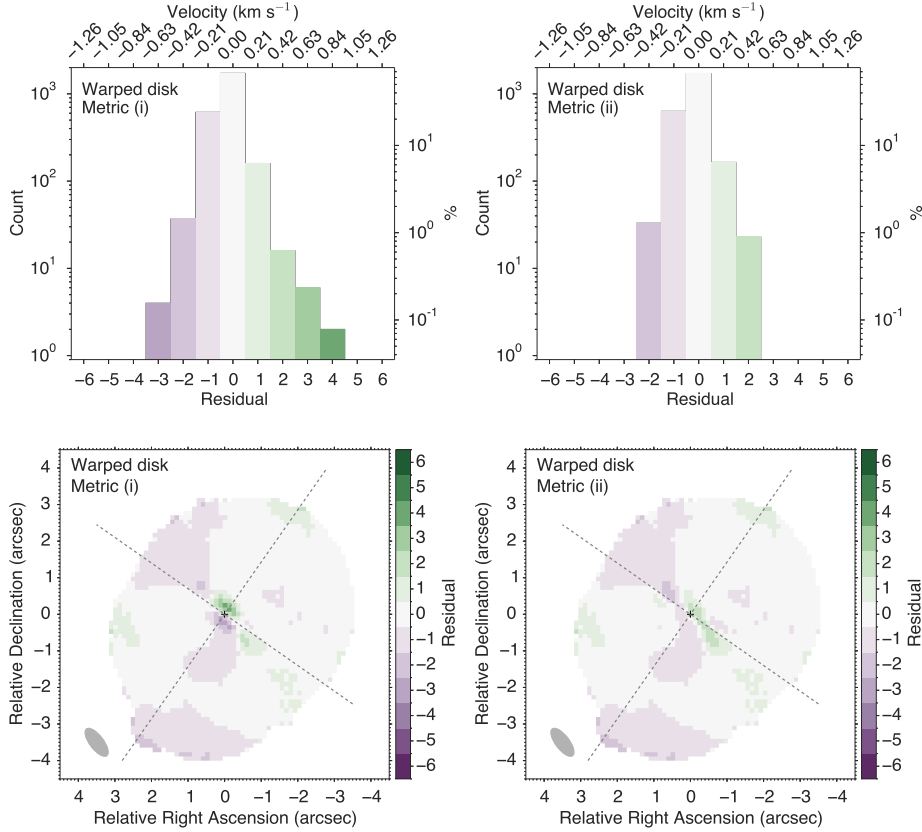 Velocity (km s⁻¹)
−1.26 −1.05 −0.84 −0.63 −0.42 −0.21 0.00 0.21 0.42 0.63 0.84 1.05 1.26
Warped disk
Metric (i)
10³
10²
10¹
10⁰
Count
10¹
10⁰
10⁻¹
%
−6 −5 −4 −3 −2 −1 0 1 2 3 4 5 6
Residual
Velocity (km s⁻¹)
−1.26 −1.05 −0.84 −0.63 −0.42 −0.21 0.00 0.21 0.42 0.63 0.84 1.05 1.26
Warped disk
Metric (ii)
10³
10²
10¹
10⁰
Count
10¹
10⁰
10⁻¹
%
−6 −5 −4 −3 −2 −1 0 1 2 3 4 5 6
Residual
Warped disk
Metric (i)
4
3
2
1
0
−1
−2
−3
−4
Relative Declination (arcsec)
4 3 2 1 0 −1 −2 −3 −4
Relative Right Ascension (arcsec)
6
5
4
3
2
1
0
−1
−2
−3
−4
−5
−6
Residual
Warped disk
Metric (ii)
4
3
2
1
0
−1
−2
−3
−4
Relative Declination (arcsec)
4 3 2 1 0 −1 −2 −3 −4
Relative Right Ascension (arcsec)
6
5
4
3
2
1
0
−1
−2
−3
−4
−5
−6
Residual